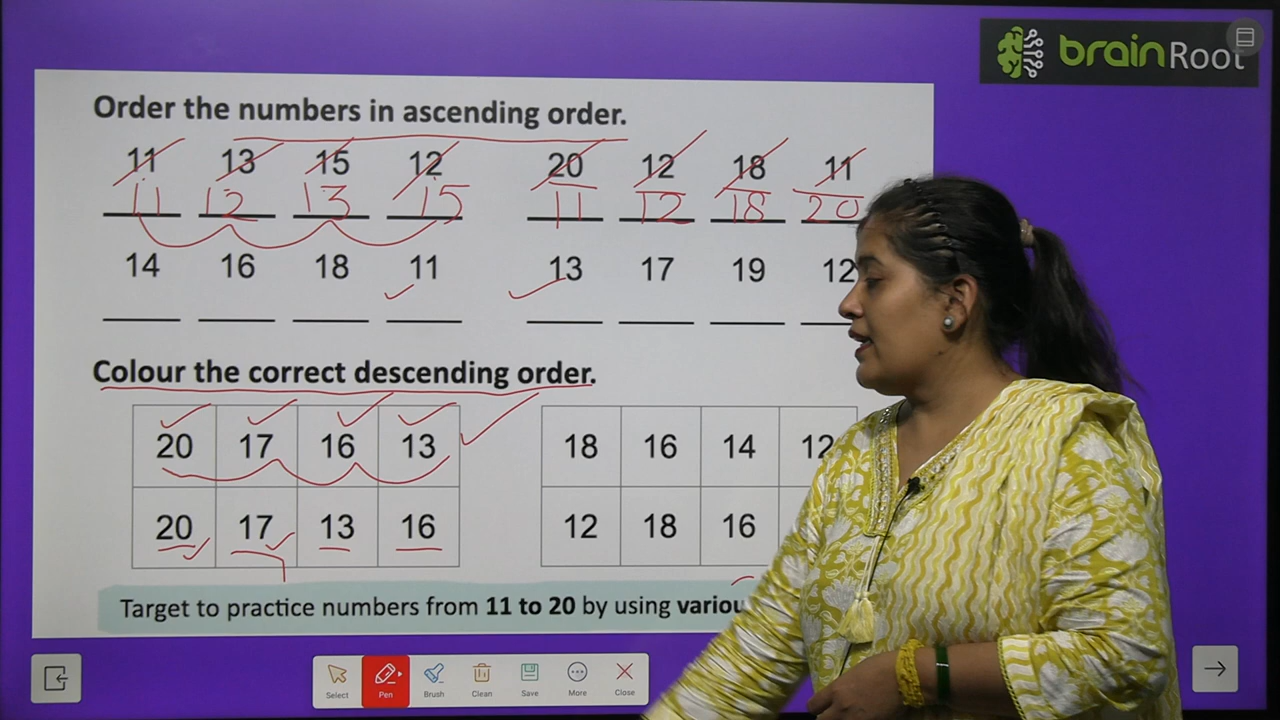 brainRoot
Order the numbers in ascending order.
11 13 15 12 20 12 18 11
11 12 13 15 11 12 18 20
14 16 18 11 13 17 19 12
Colour the correct descending order.
20 17 16 13 18 16 14 12
20 17 13 16 12 18 16
Target to practice numbers from 11 to 20 by using
Select Pen Brush Clean Save More Close